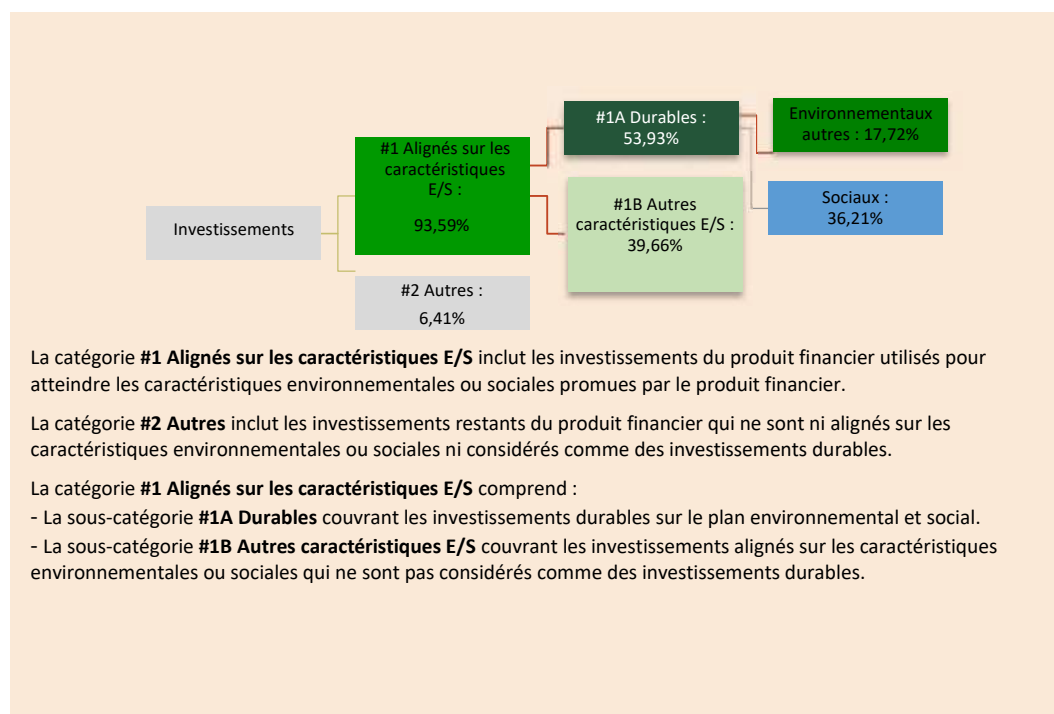 Investissements
#1 Alignés sur les
caractéristiques
E/S :
93,59%
#2 Autres :
6,41%
#1A Durables :
53,93%
#1B Autres
caractéristiques E/S :
39,66%
Environnementaux
autres : 17,72%
Sociaux :
36,21%
La catégorie #1 Alignés sur les caractéristiques E/S inclut les investissements du produit financier utilisés pour
atteindre les caractéristiques environnementales ou sociales promues par le produit financier.
La catégorie #2 Autres inclut les investissements restants du produit financier qui ne sont ni alignés sur les
caractéristiques environnementales ou sociales ni considérés comme des investissements durables.
La catégorie #1 Alignés sur les caractéristiques E/S comprend :
- La sous-catégorie #1A Durables couvrant les investissements durables sur le plan environnemental et social.
- La sous-catégorie #1B Autres caractéristiques E/S couvrant les investissements alignés sur les caractéristiques
environnementales ou sociales qui ne sont pas considérés comme des investissements durables.